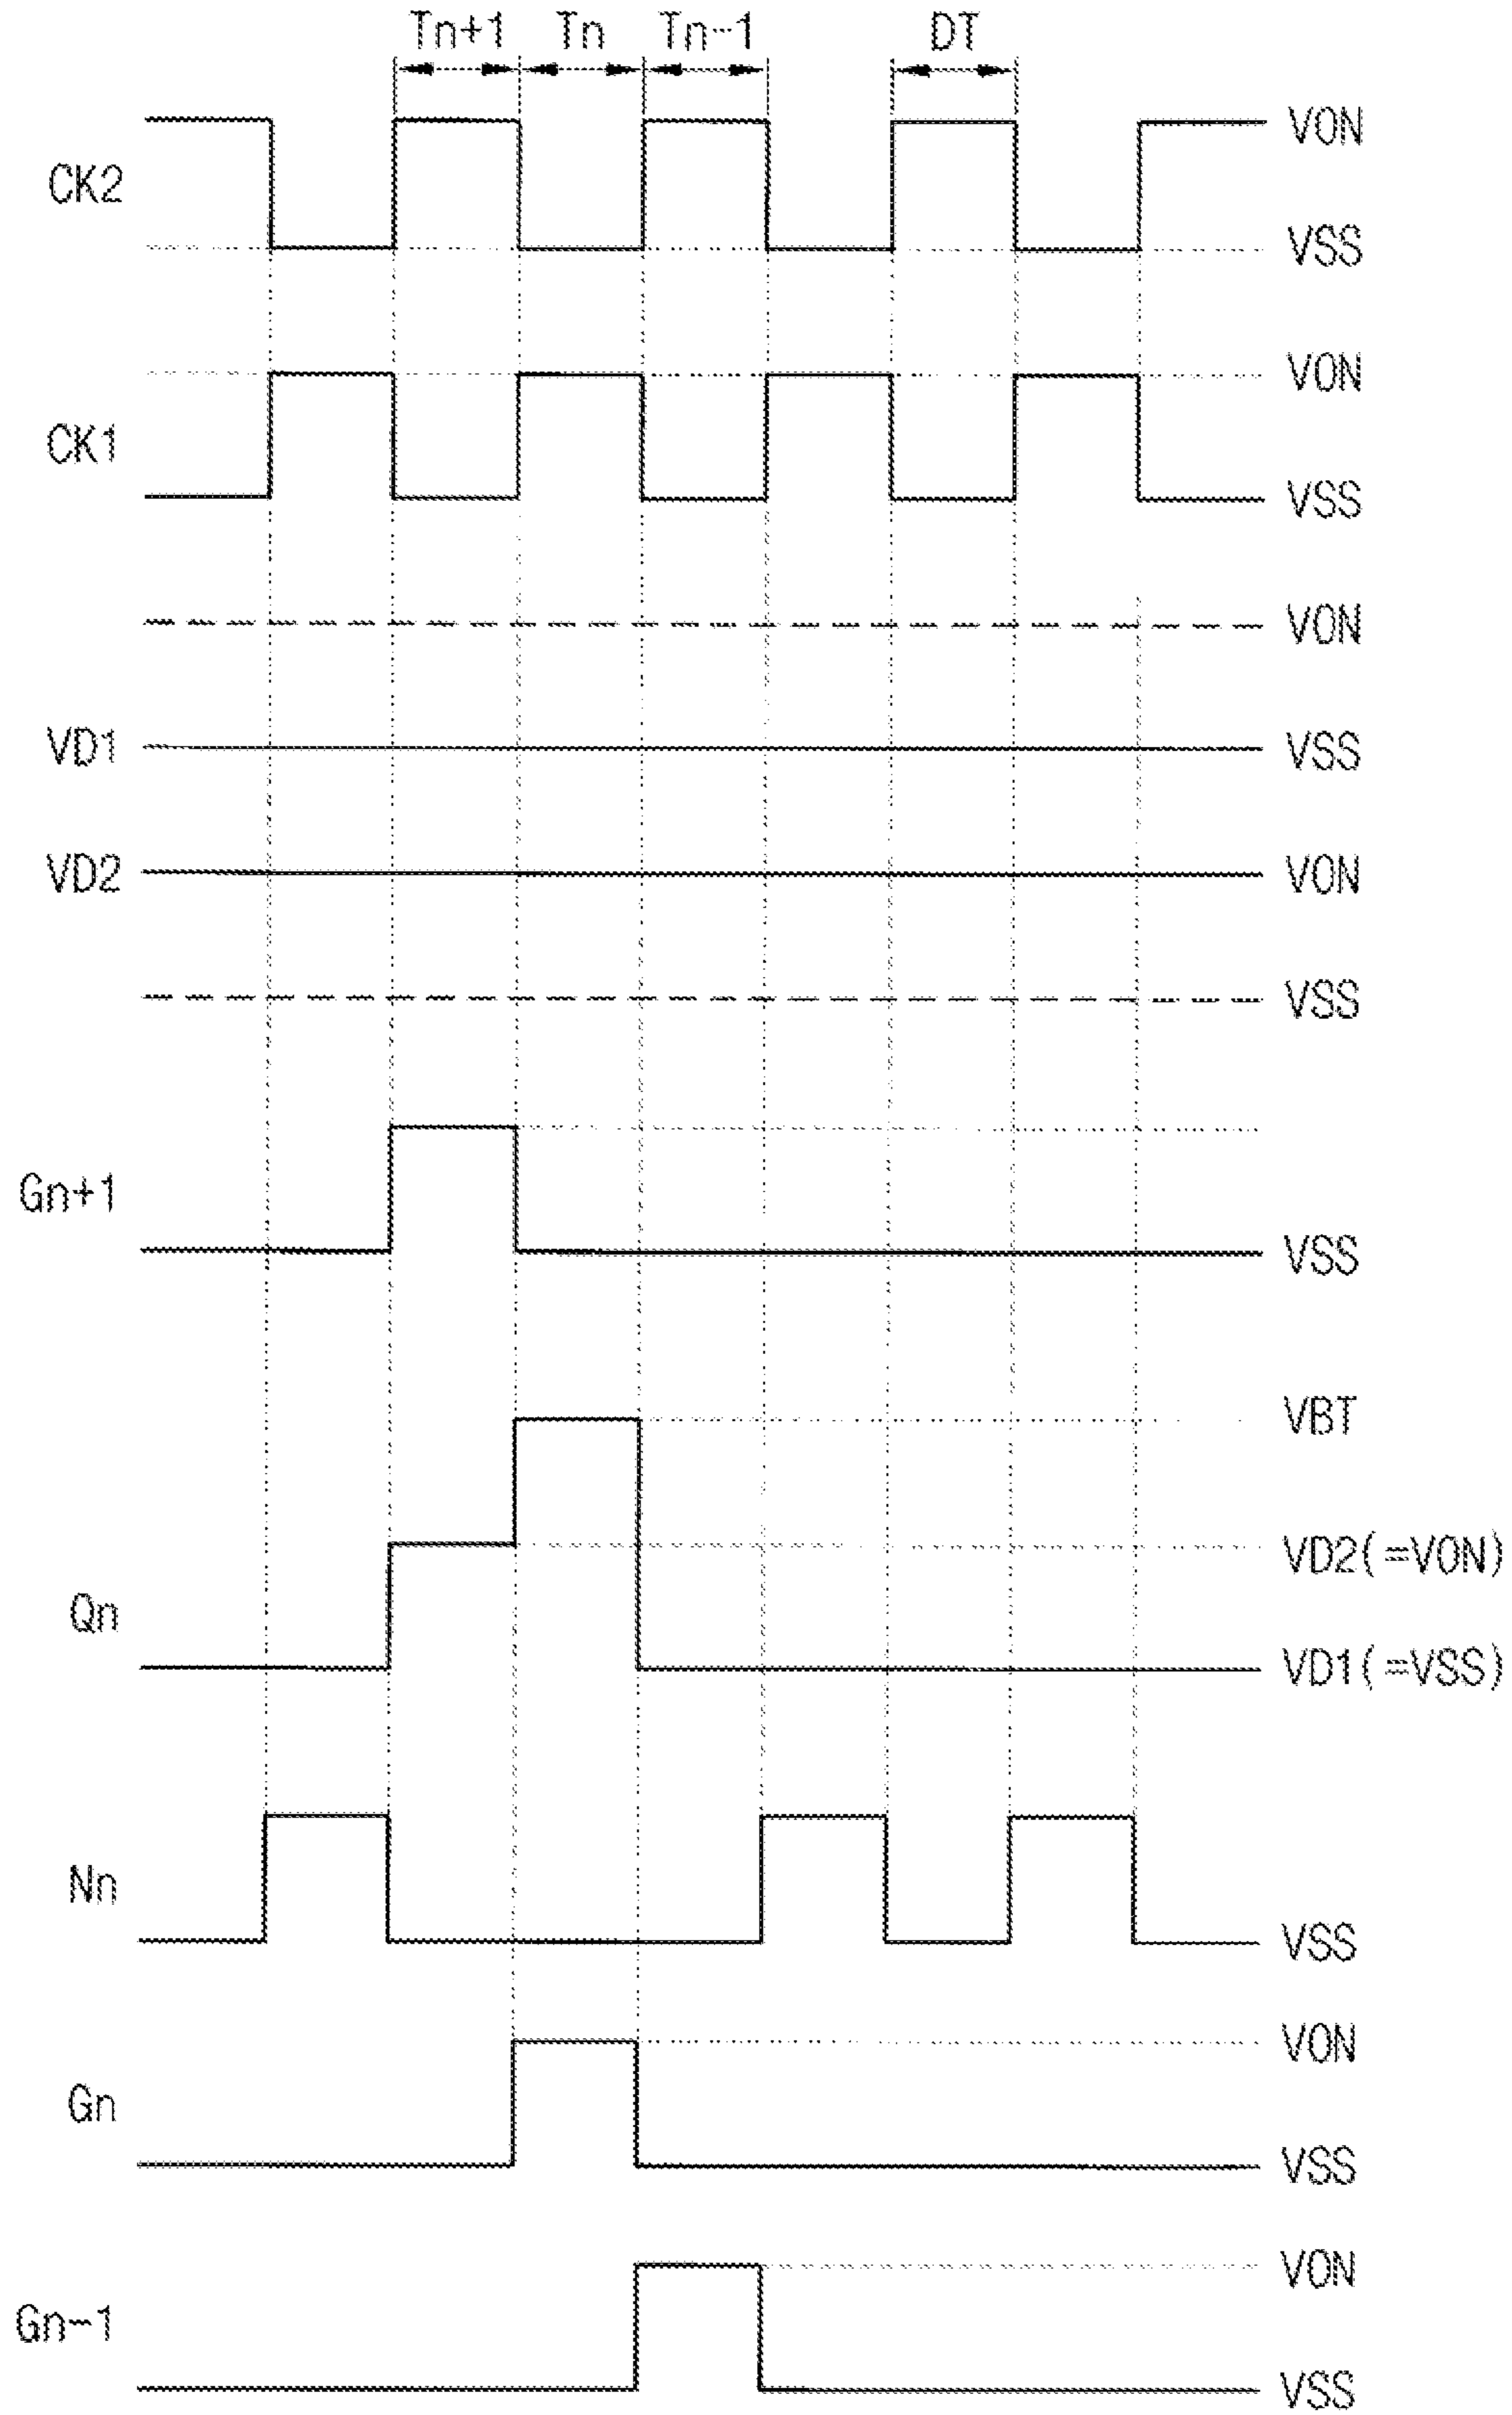 Tn+1 Tn Tn-1 DT
VON
CK2
VSS
VON
CK1
VSS
VON
VD1 VSS
VD2 VON
VSS
Gn+1
VSS
VBT
VD2(=VON)
Qn
VD1(=VSS)
Nn
VSS
VON
Gn
VSS
VON
Gn-1
VSS